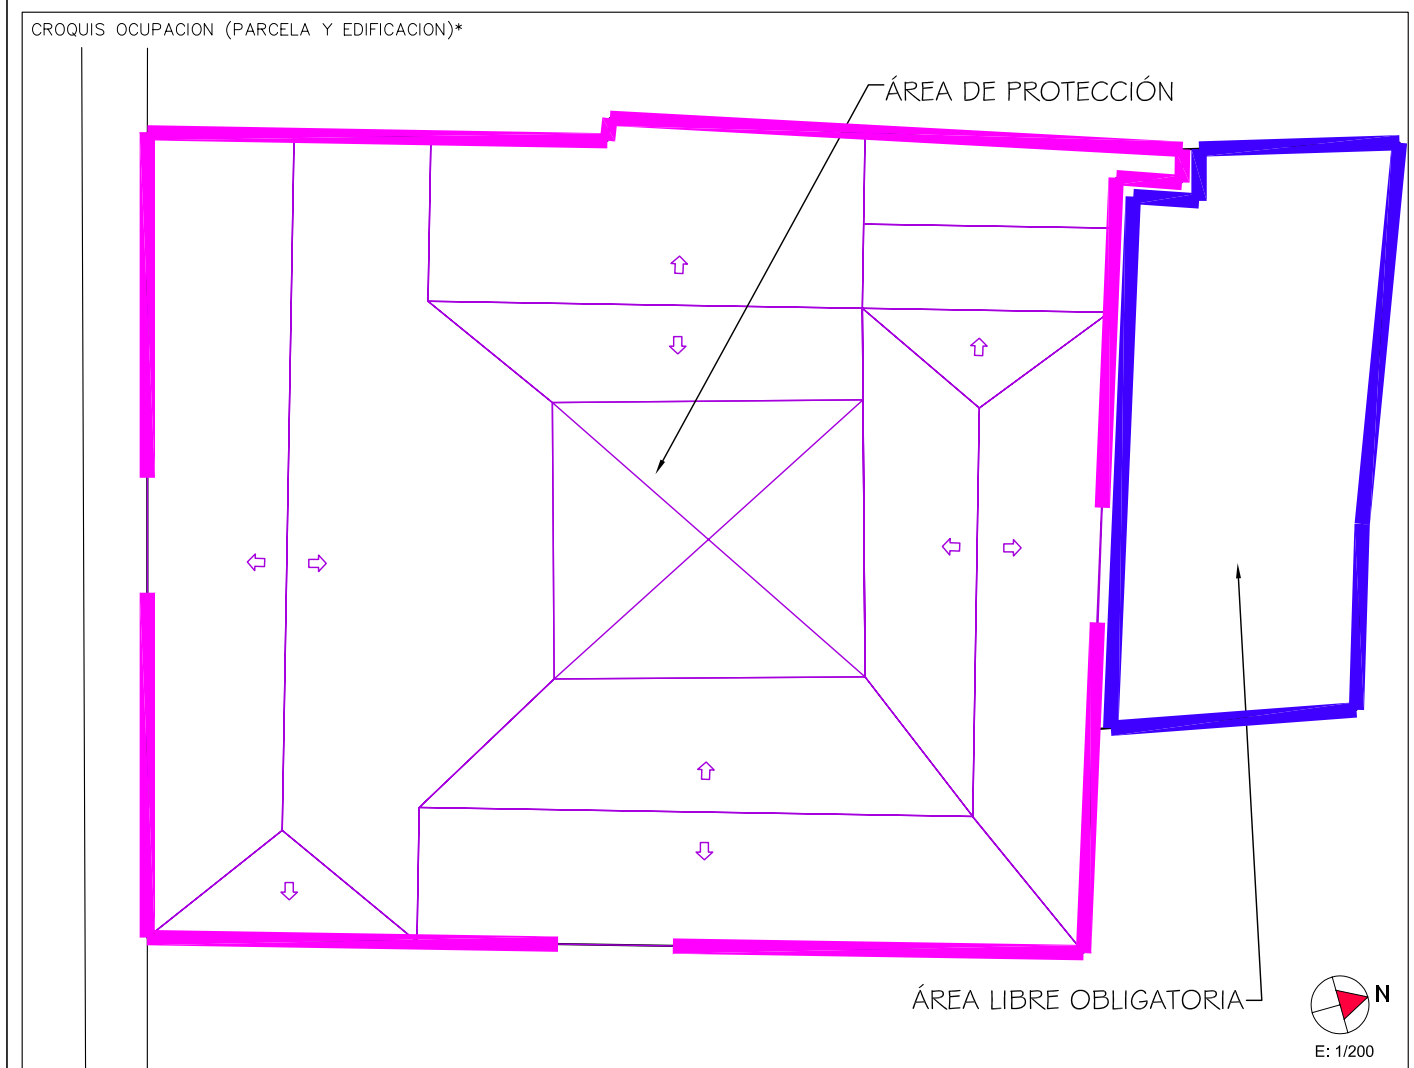 CROQUIS OCUPACION (PARCELA Y EDIFICACION)*
ÁREA DE PROTECCIÓN
ÁREA LIBRE OBLIGATORIA
N
E: 1/200